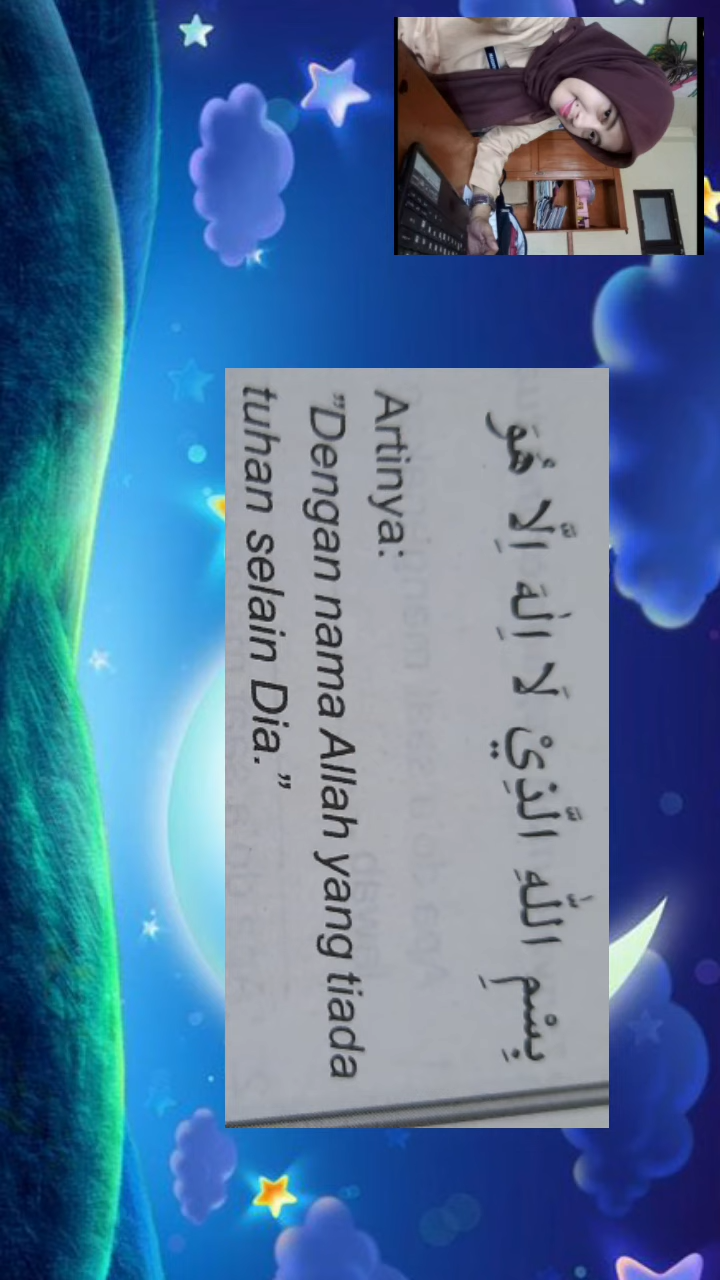 بِسْمِ اللّٰهِ الَّذِيْ لَا اِلٰهَ اِلَّا هُوَ
Artinya:
"Dengan nama Allah yang tiada
tuhan selain Dia."